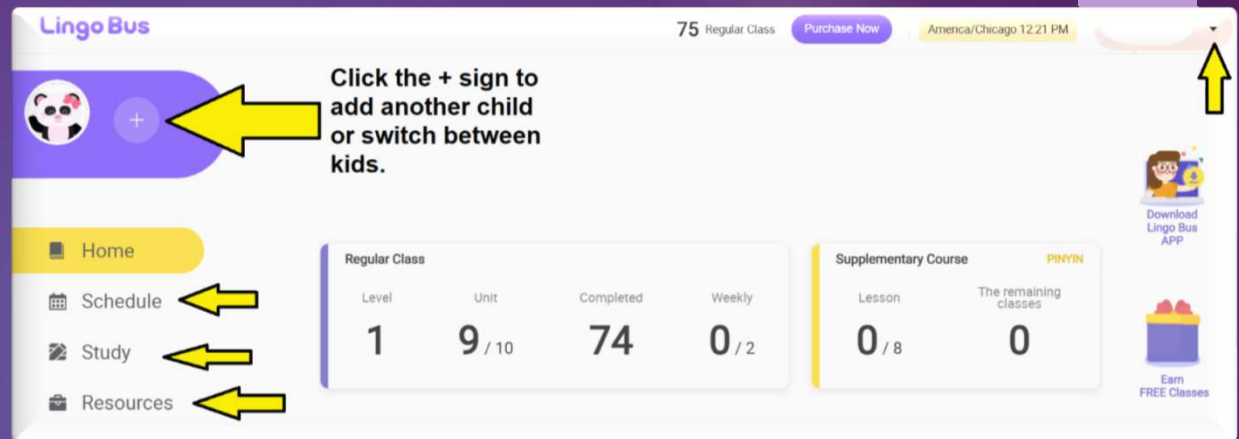 Lingo Bus
75 Regular Class
Purchase Now
America/Chicago 12:21 PM
Click the + sign to
add another child
or switch between
kids.
+
Download
Lingo Bus
APP
Home
Schedule
Study
Resources
Regular Class
Level
Unit
Completed
Weekly
1
9 / 10
74
0 / 2
Supplementary Course
PINYIN
Lesson
The remaining
classes
0 / 8
0
Earn
FREE Classes